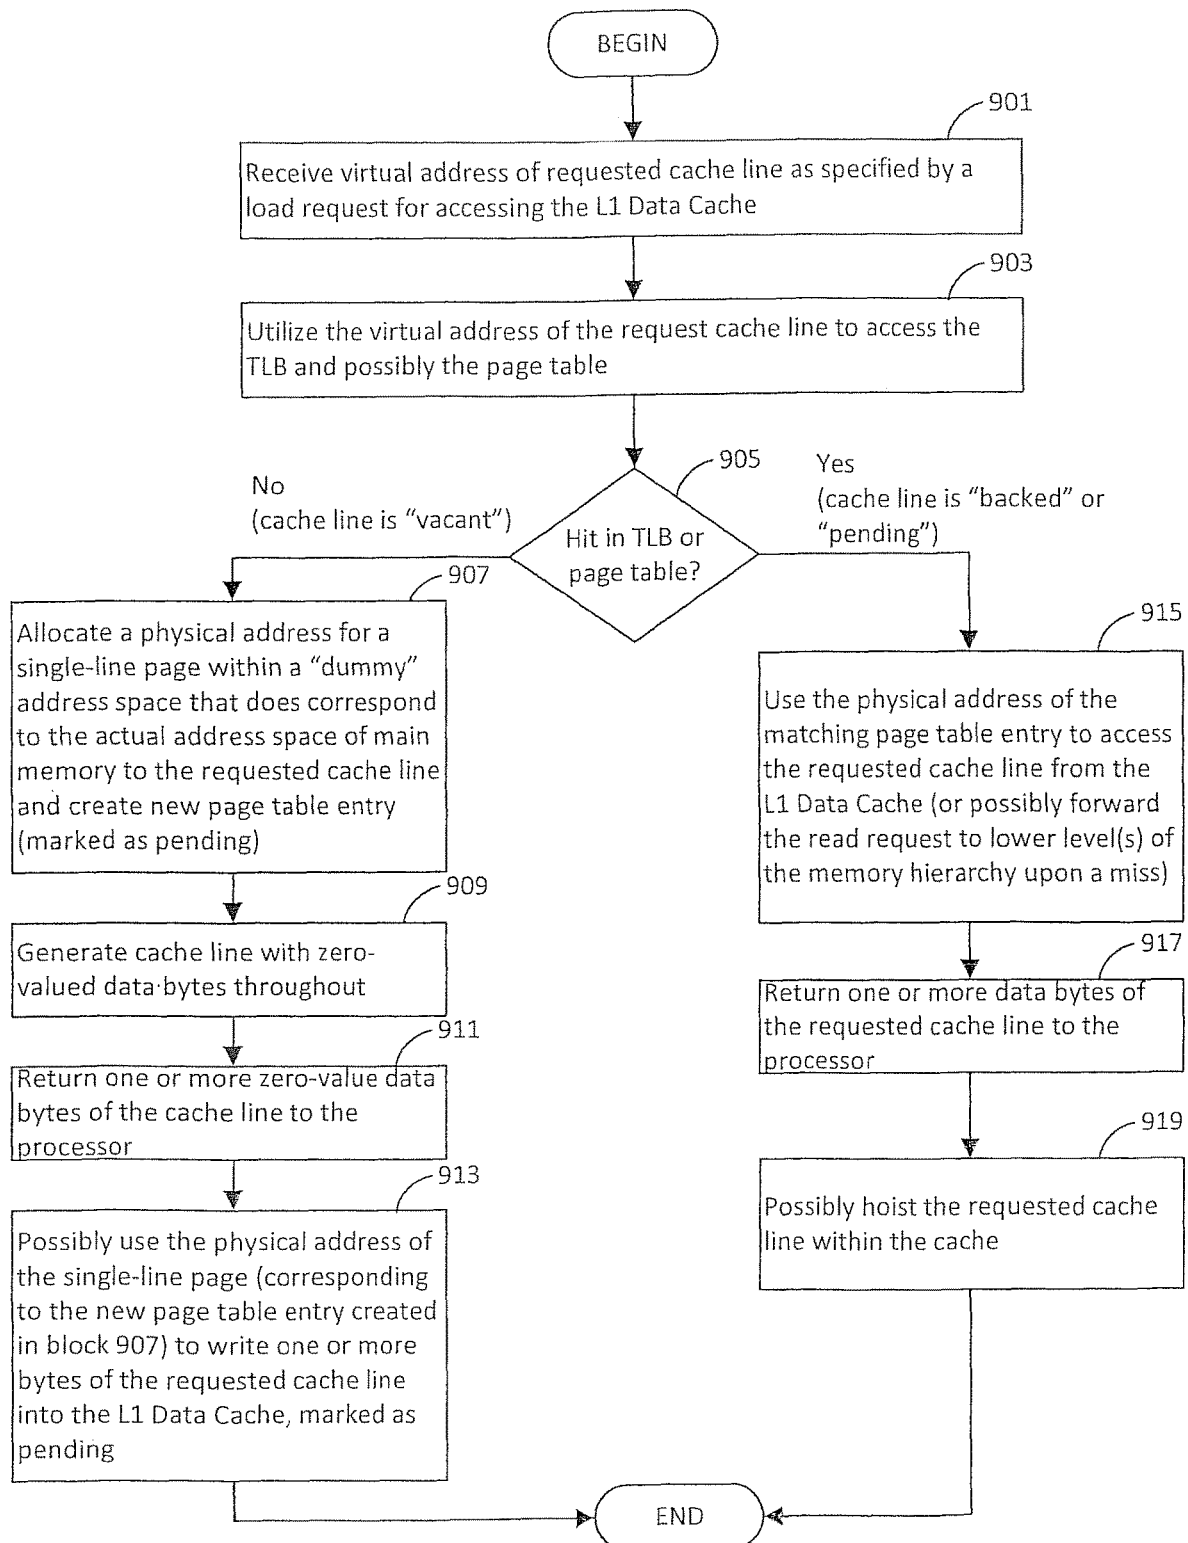 BEGIN
901
Receive virtual address of requested cache line as specified by a
load request for accessing the L1 Data Cache
903
Utilize the virtual address of the request cache line to access the
TLB and possibly the page table
905
Hit in TLB or
page table?
No
(cache line is “vacant”)
Yes
(cache line is “backed” or
“pending”)
907
Allocate a physical address for a
single-line page within a “dummy”
address space that does correspond
to the actual address space of main
memory to the requested cache line
and create new page table entry
(marked as pending)
909
Generate cache line with zero-
valued data bytes throughout
911
Return one or more zero-value data
bytes of the cache line to the
processor
913
Possibly use the physical address of
the single-line page (corresponding
to the new page table entry created
in block 907) to write one or more
bytes of the requested cache line
into the L1 Data Cache, marked as
pending
915
Use the physical address of the
matching page table entry to access
the requested cache line from the
L1 Data Cache (or possibly forward
the read request to lower level(s) of
the memory hierarchy upon a miss)
917
Return one or more data bytes of
the requested cache line to the
processor
919
Possibly hoist the requested cache
line within the cache
END